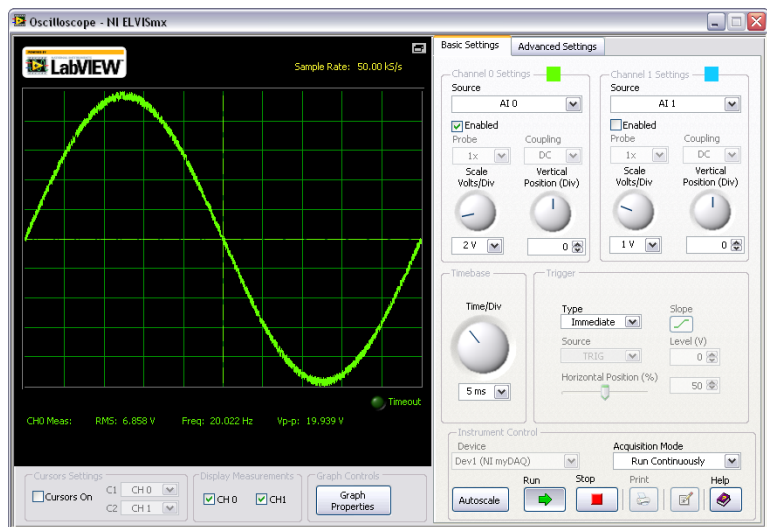 Oscilloscope - NI ELVISmx
LabVIEW
Sample Rate: 50.00 kS/s
CH0 Meas: RMS: 6.858 V Freq: 20.022 Hz Vp-p: 19.939 V
Timeout
Cursors Settings
Cursors On
C1 CH 0
C2 CH 1
Display Measurements
CH 0 CH1
Graph Controls
Graph
Properties
Basic Settings Advanced Settings
Channel 0 Settings
Source
AI 0
Enabled
Probe Coupling
1x DC
Scale Vertical
Volts/Div Position (Div)
2 V 0
Channel 1 Settings
Source
AI 1
Enabled
Probe Coupling
1x DC
Scale Vertical
Volts/Div Position (Div)
1 V 0
Timebase
Time/Div
5 ms
Trigger
Type Slope
Immediate
Source Level (V)
TRIG 0
Horizontal Position (%)
50
Instrument Control
Device Acquisition Mode
Dev1 (NI myDAQ) Run Continuously
Run Stop Print Log Help
Autoscale